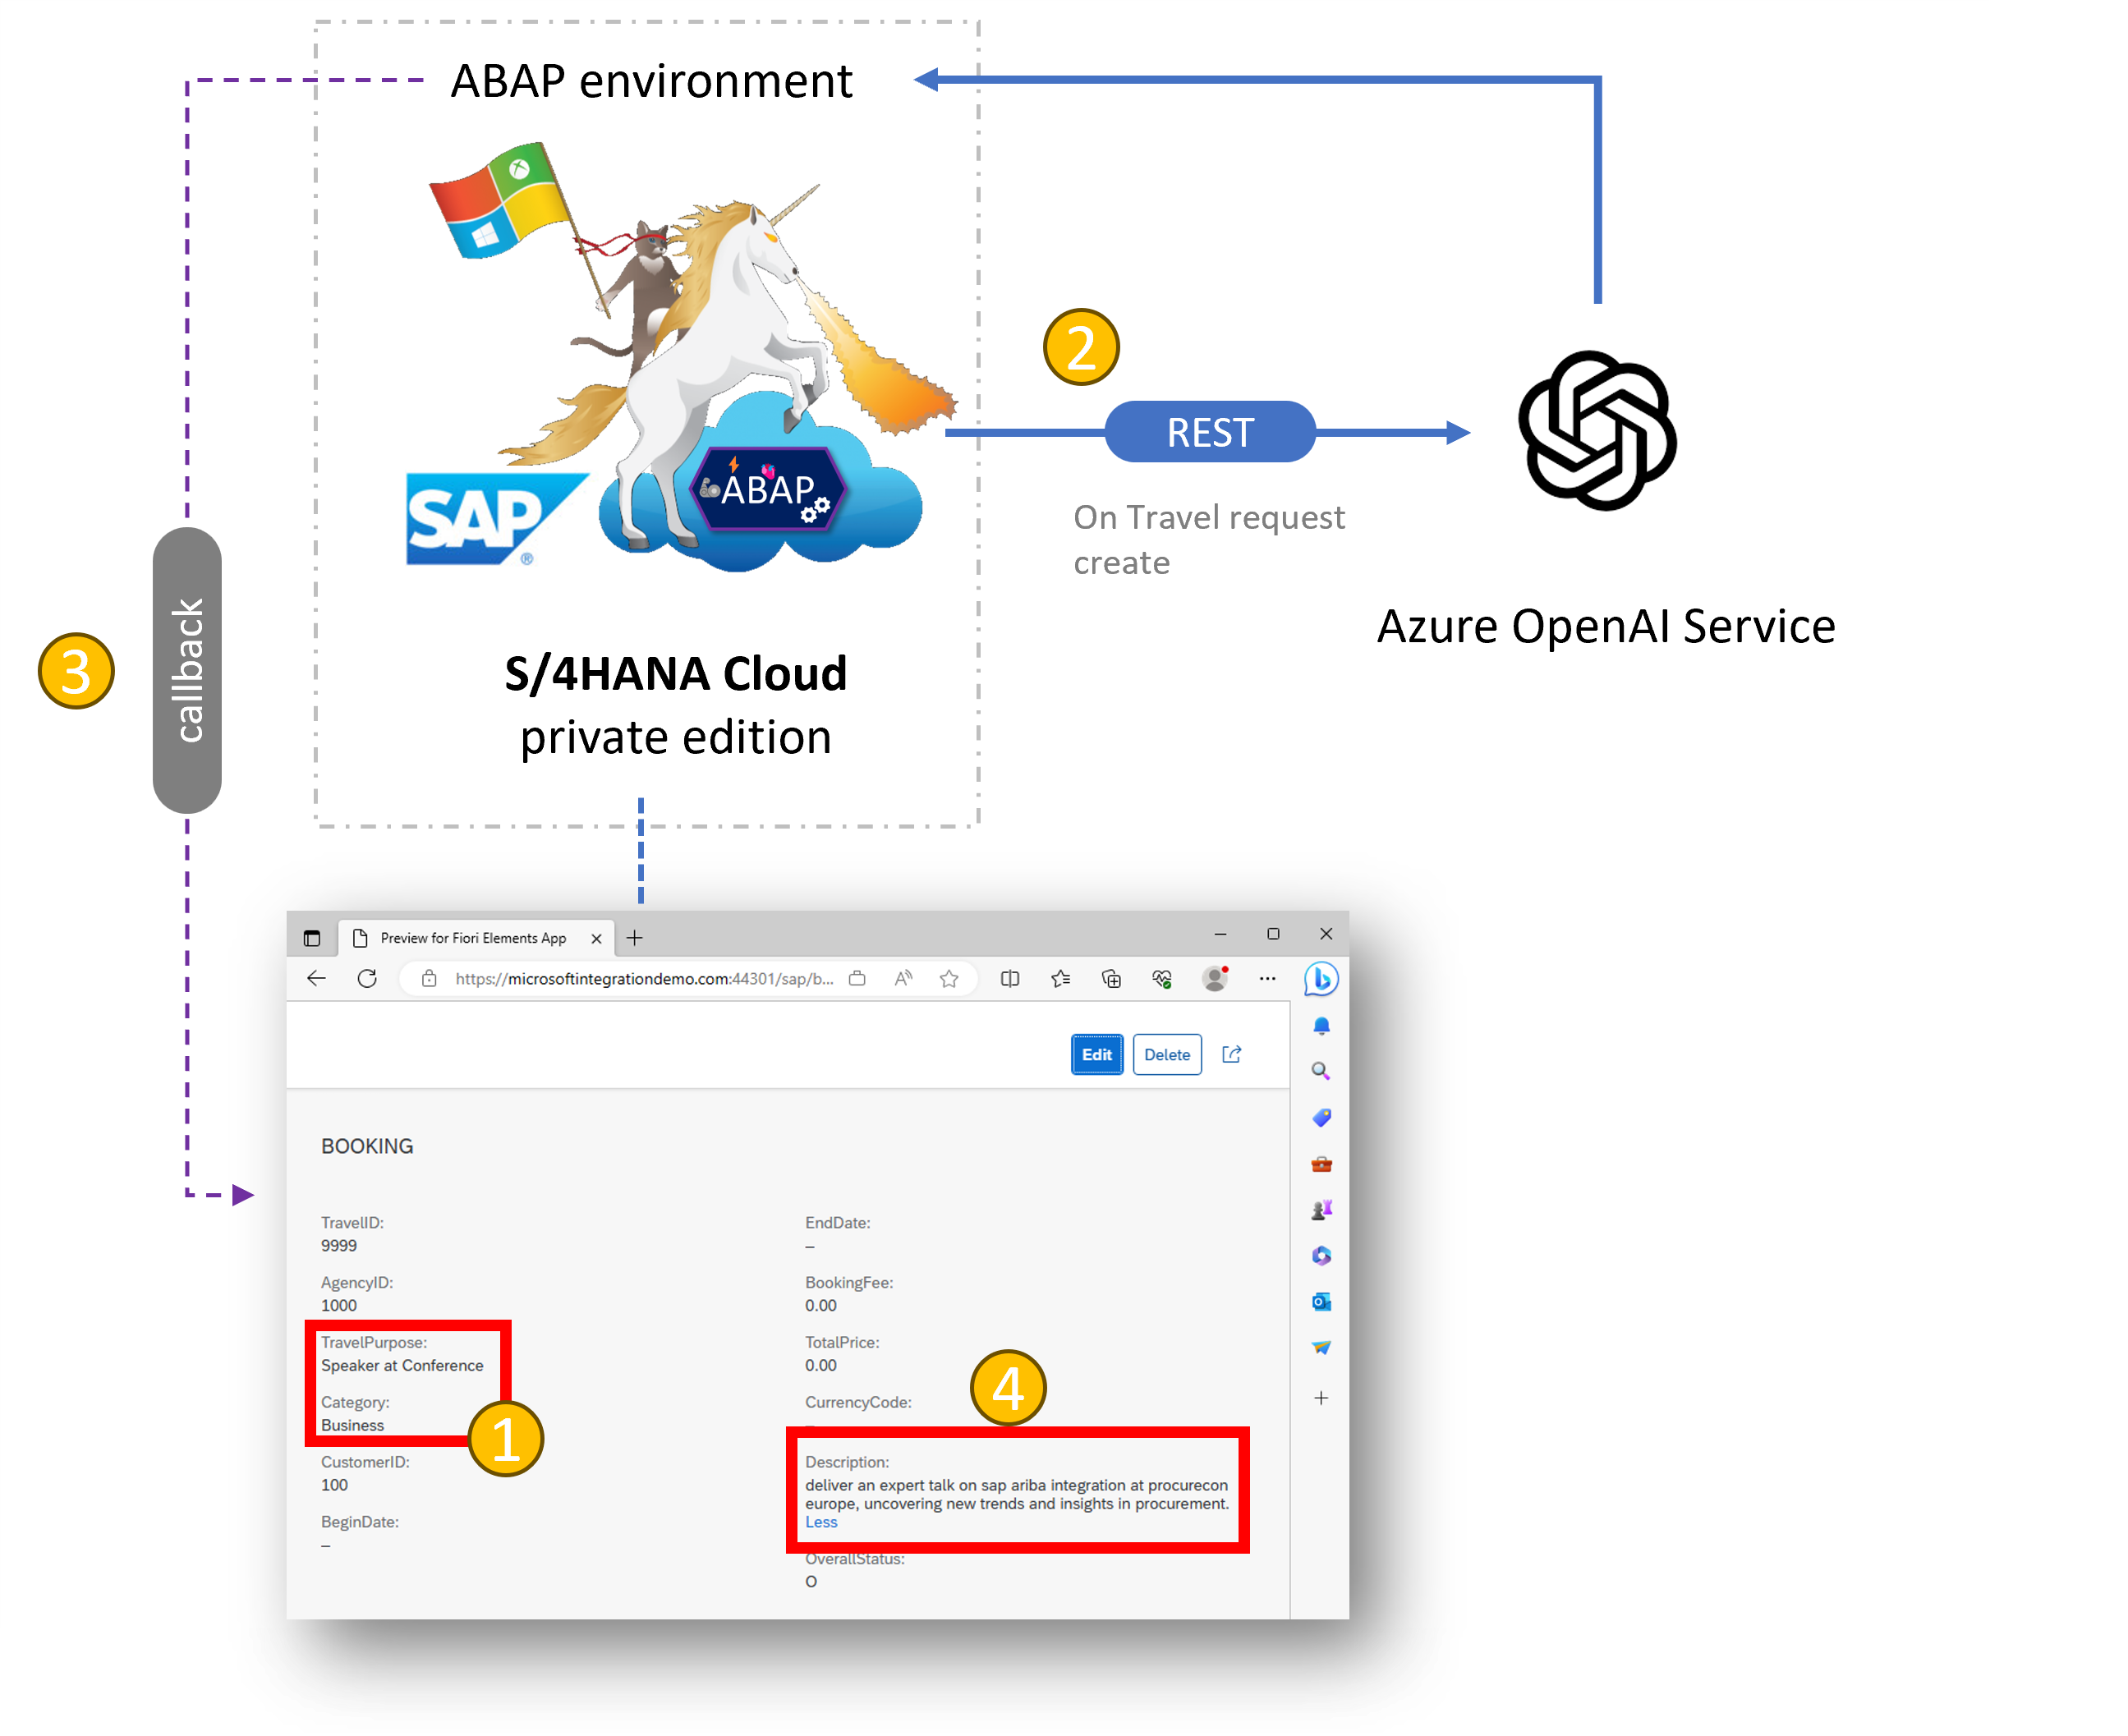 ABAP environment
SAP
®
ABAP
2
REST
On Travel request
create
Azure OpenAI Service
3
callback
S/4HANA Cloud
private edition
Preview for Fiori Elements App
https://microsoftintegrationdemo.com:44301/sap/b...
Edit
Delete
BOOKING
TravelID:
9999
AgencyID:
1000
TravelPurpose:
Speaker at Conference
Category:
Business
1
CustomerID:
100
BeginDate:
–
EndDate:
–
BookingFee:
0.00
TotalPrice:
0.00
4
CurrencyCode:
–
Description:
deliver an expert talk on sap ariba integration at procurecon
europe, uncovering new trends and insights in procurement.
Less
OverallStatus:
O